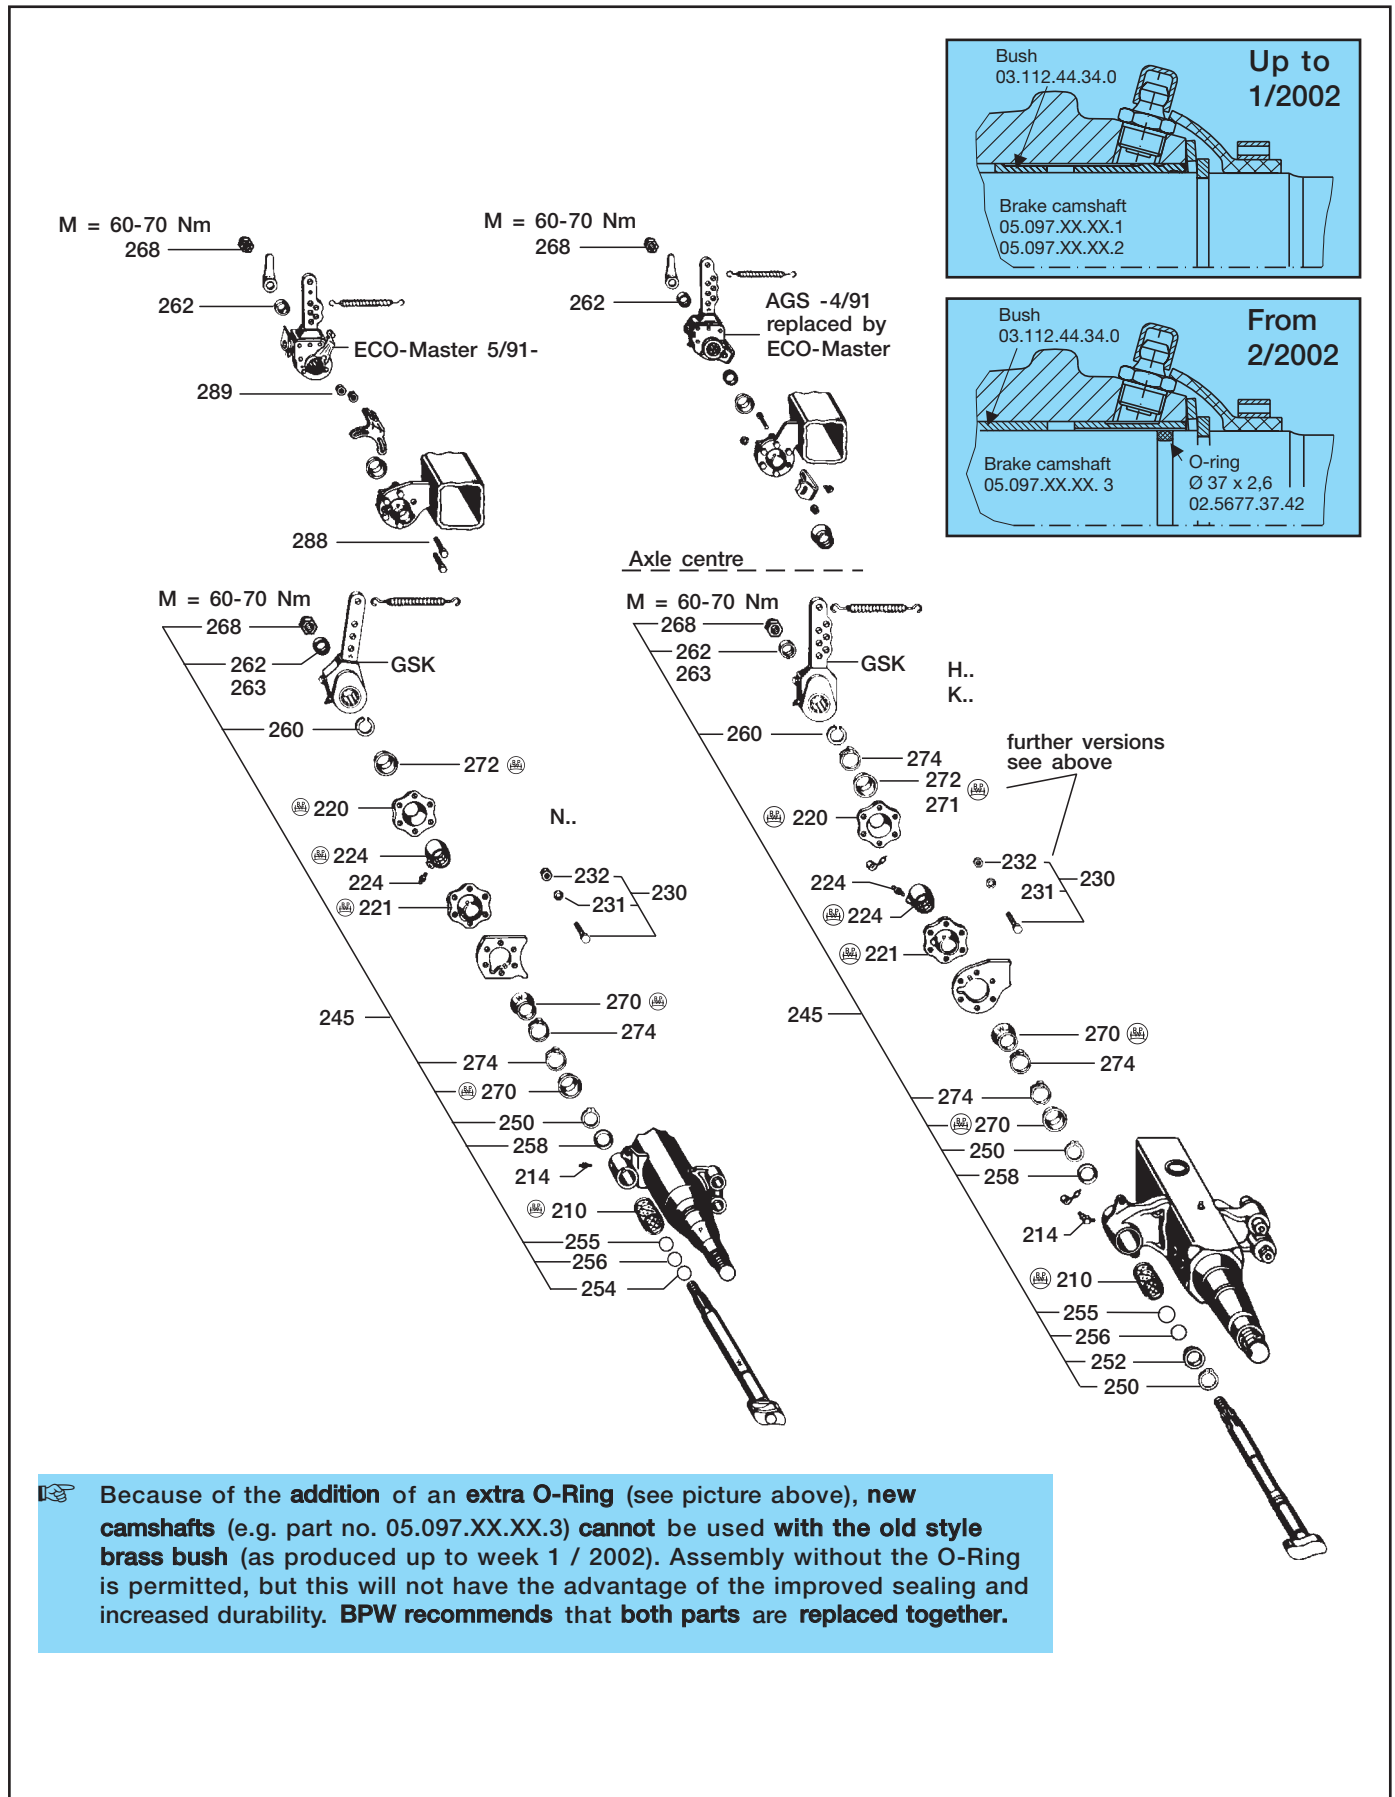 Bush
03.112.44.34.0
Up to
1/2002
Brake camshaft
05.097.XX.XX.1
05.097.XX.XX.2
Bush
03.112.44.34.0
From
2/2002
Brake camshaft
05.097.XX.XX. 3
O-ring
Ø 37 x 2,6
02.5677.37.42
M = 60-70 Nm
268
262
ECO-Master 5/91-
289
288
M = 60-70 Nm
268
262
AGS -4/91
replaced by
ECO-Master
Axle centre
M = 60-70 Nm
268
262
263
GSK
260
272
220
N..
224
224
221
232
231
230
245
270
274
274
270
250
258
214
210
255
256
254
M = 60-70 Nm
268
262
263
GSK
H..
K..
260
274
272
271
further versions
see above
220
224
224
221
232
231
230
245
270
274
274
270
250
258
214
210
255
256
252
250
Because of the addition of an extra O-Ring (see picture above), new
camshafts (e.g. part no. 05.097.XX.XX.3) cannot be used with the old style
brass bush (as produced up to week 1 / 2002). Assembly without the O-Ring
is permitted, but this will not have the advantage of the improved sealing and
increased durability. BPW recommends that both parts are replaced together.